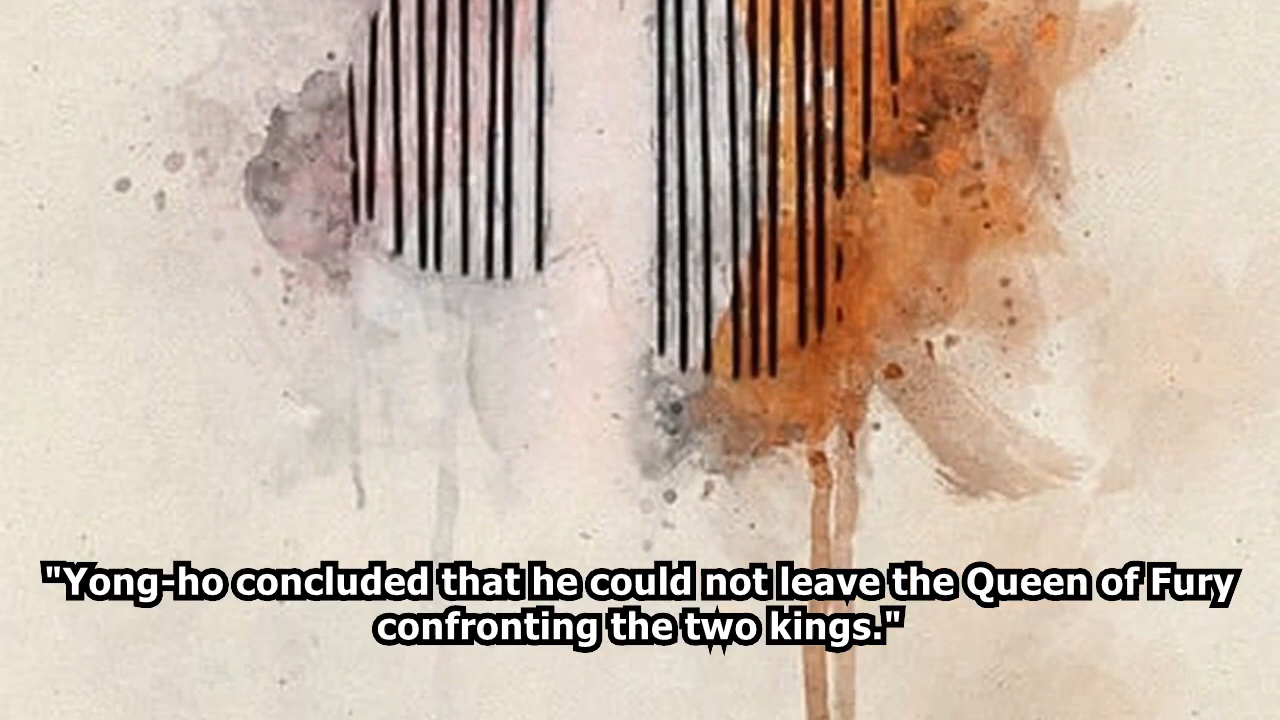 "Yong-ho concluded that he could not leave the Queen of Fury
confronting the two kings."